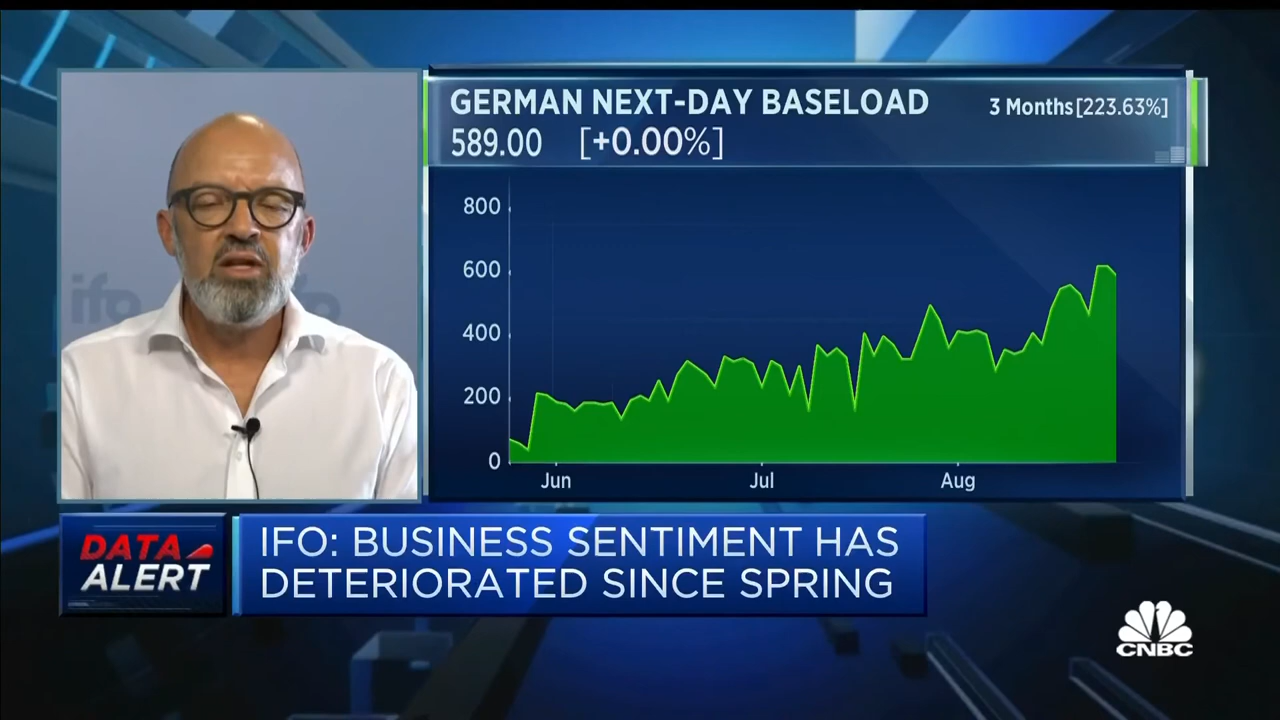 GERMAN NEXT-DAY BASELOAD
3 Months[223.63%]
589.00 [+0.00%]
800
600
400
200
0
Jun Jul Aug
ifo
DATA
ALERT
IFO: BUSINESS SENTIMENT HAS
DETERIORATED SINCE SPRING
CNBC